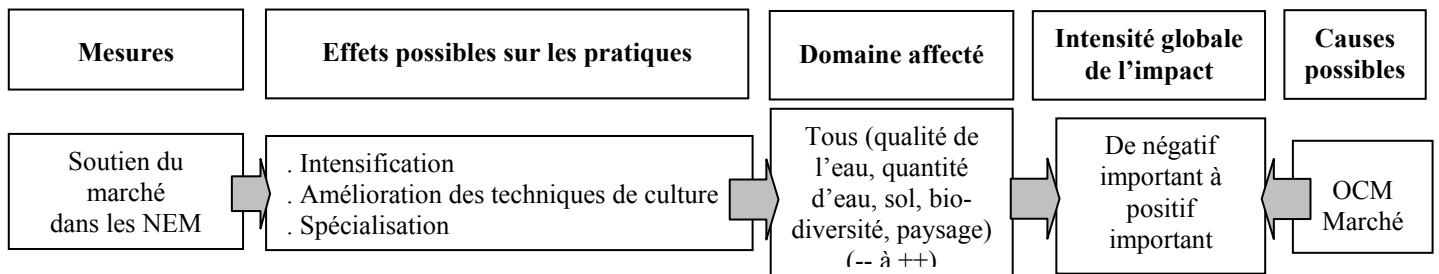 Mesures
Effets possibles sur les pratiques
Domaine affecté
Intensité globale
de l’impact
Causes
possibles
Soutien du
marché
dans les NEM
. Intensification
. Amélioration des techniques de culture
. Spécialisation
Tous (qualité de
l’eau, quantité
d’eau, sol, bio-
diversité, paysage)
(-- à ++)
De négatif
important à
positif
important
OCM
Marché